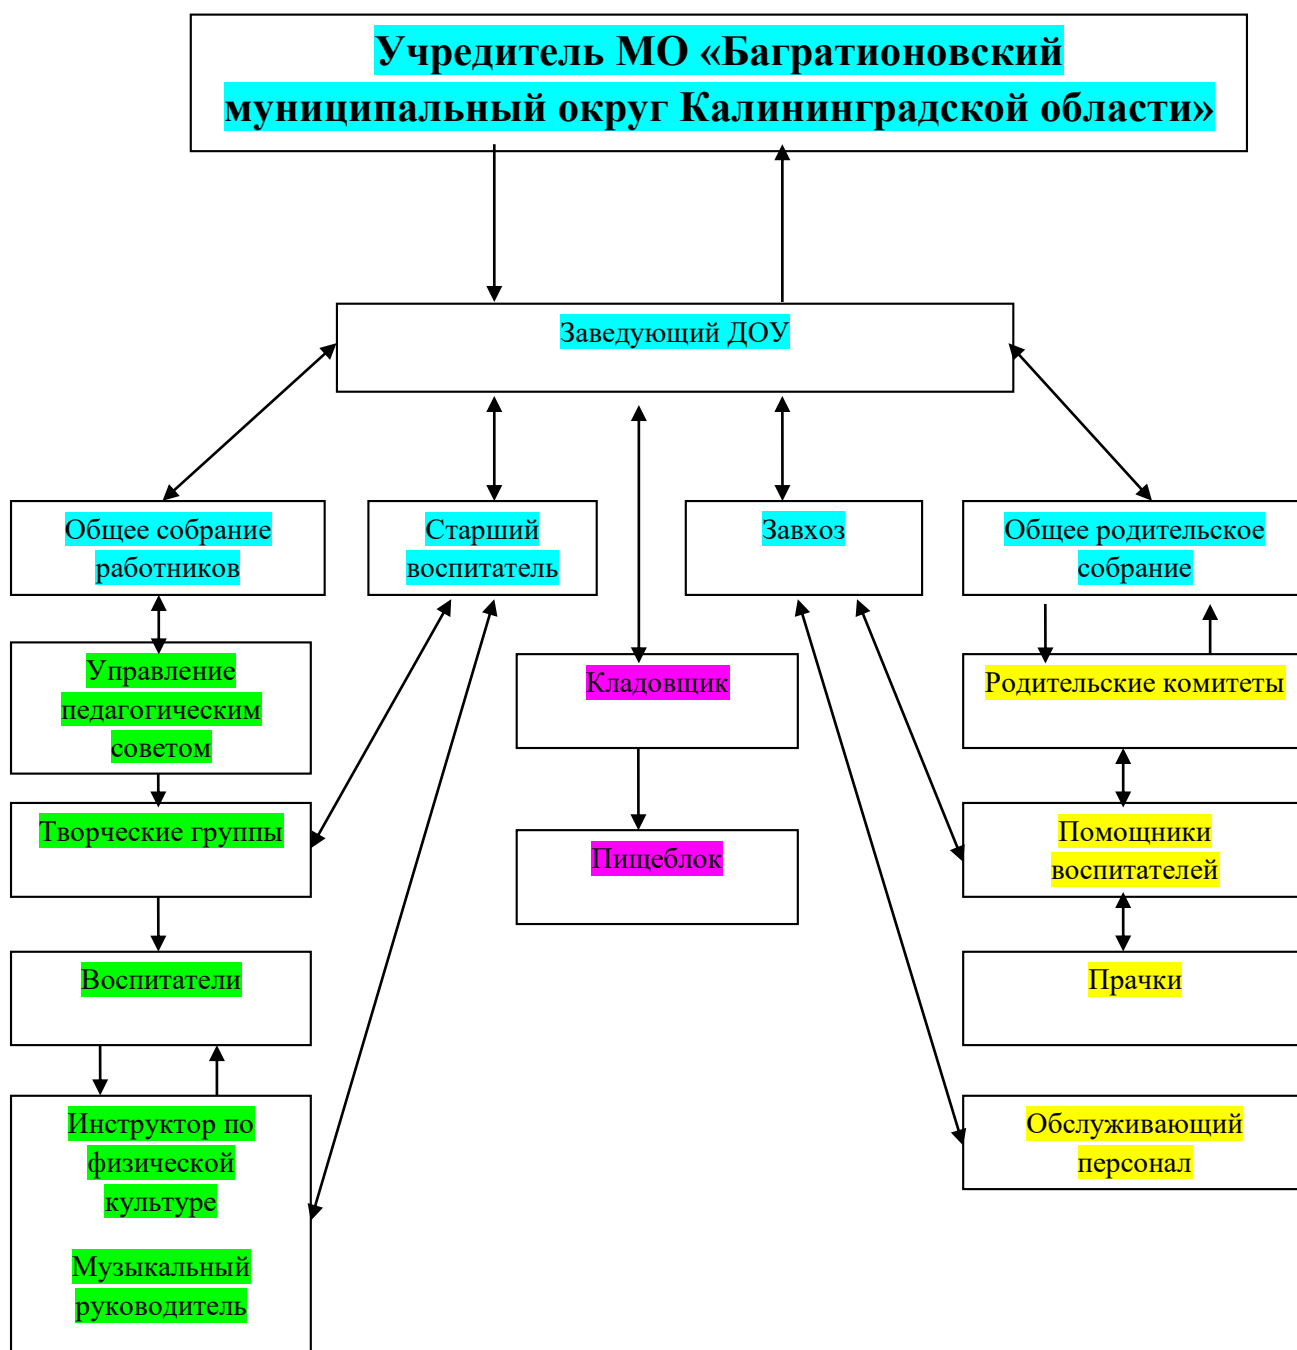 Учредитель МО «Багратионовский
муниципальный округ Калининградской области»
Заведующий ДОУ
Общее собрание
работников
Старший
воспитатель
Завхоз
Общее родительское
собрание
Управление
педагогическим
советом
Кладовщик
Родительские комитеты
Творческие группы
Пищеблок
Помощники
воспитателей
Воспитатели
Прачки
Инструктор по
физической
культуре
Музыкальный
руководитель
Обслуживающий
персонал